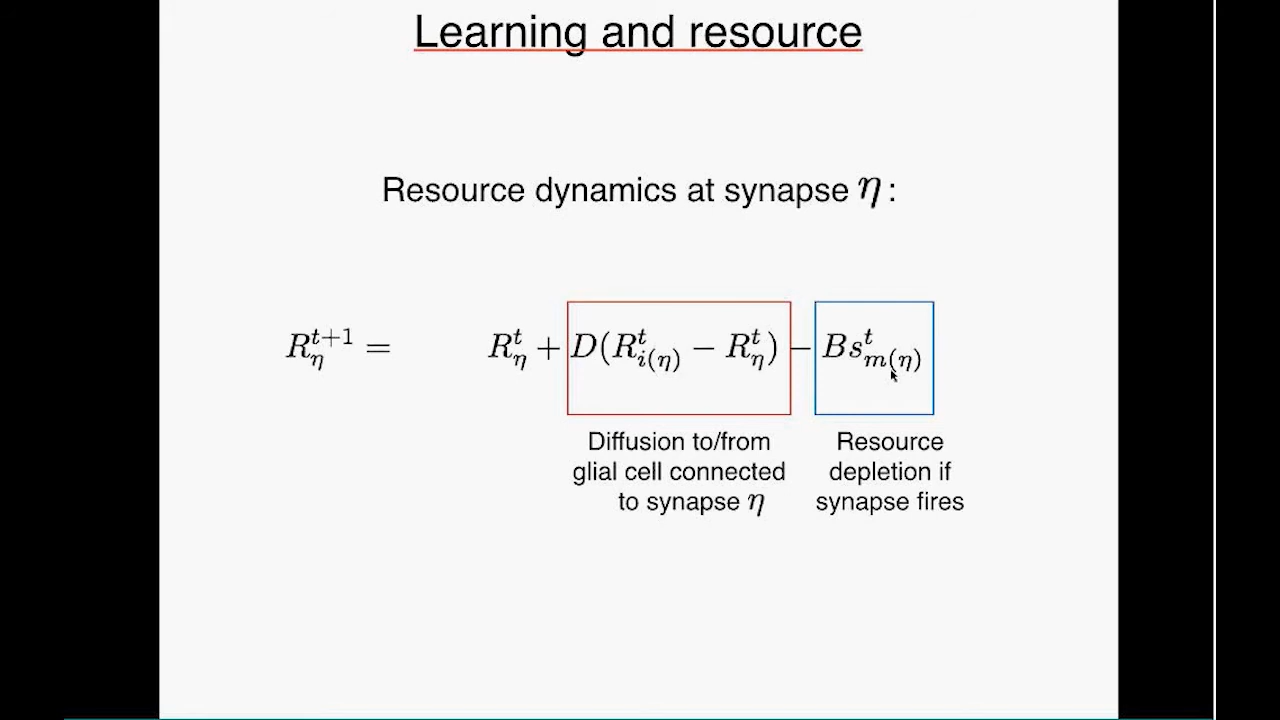 Learning and resource
Resource dynamics at synapse η :
R_η^{t+1} = R_η^t + D(R_{i(η)}^t − R_η^t) − Bs_{m(η)}^t
Diffusion to/from
glial cell connected
to synapse η
Resource
depletion if
synapse fires